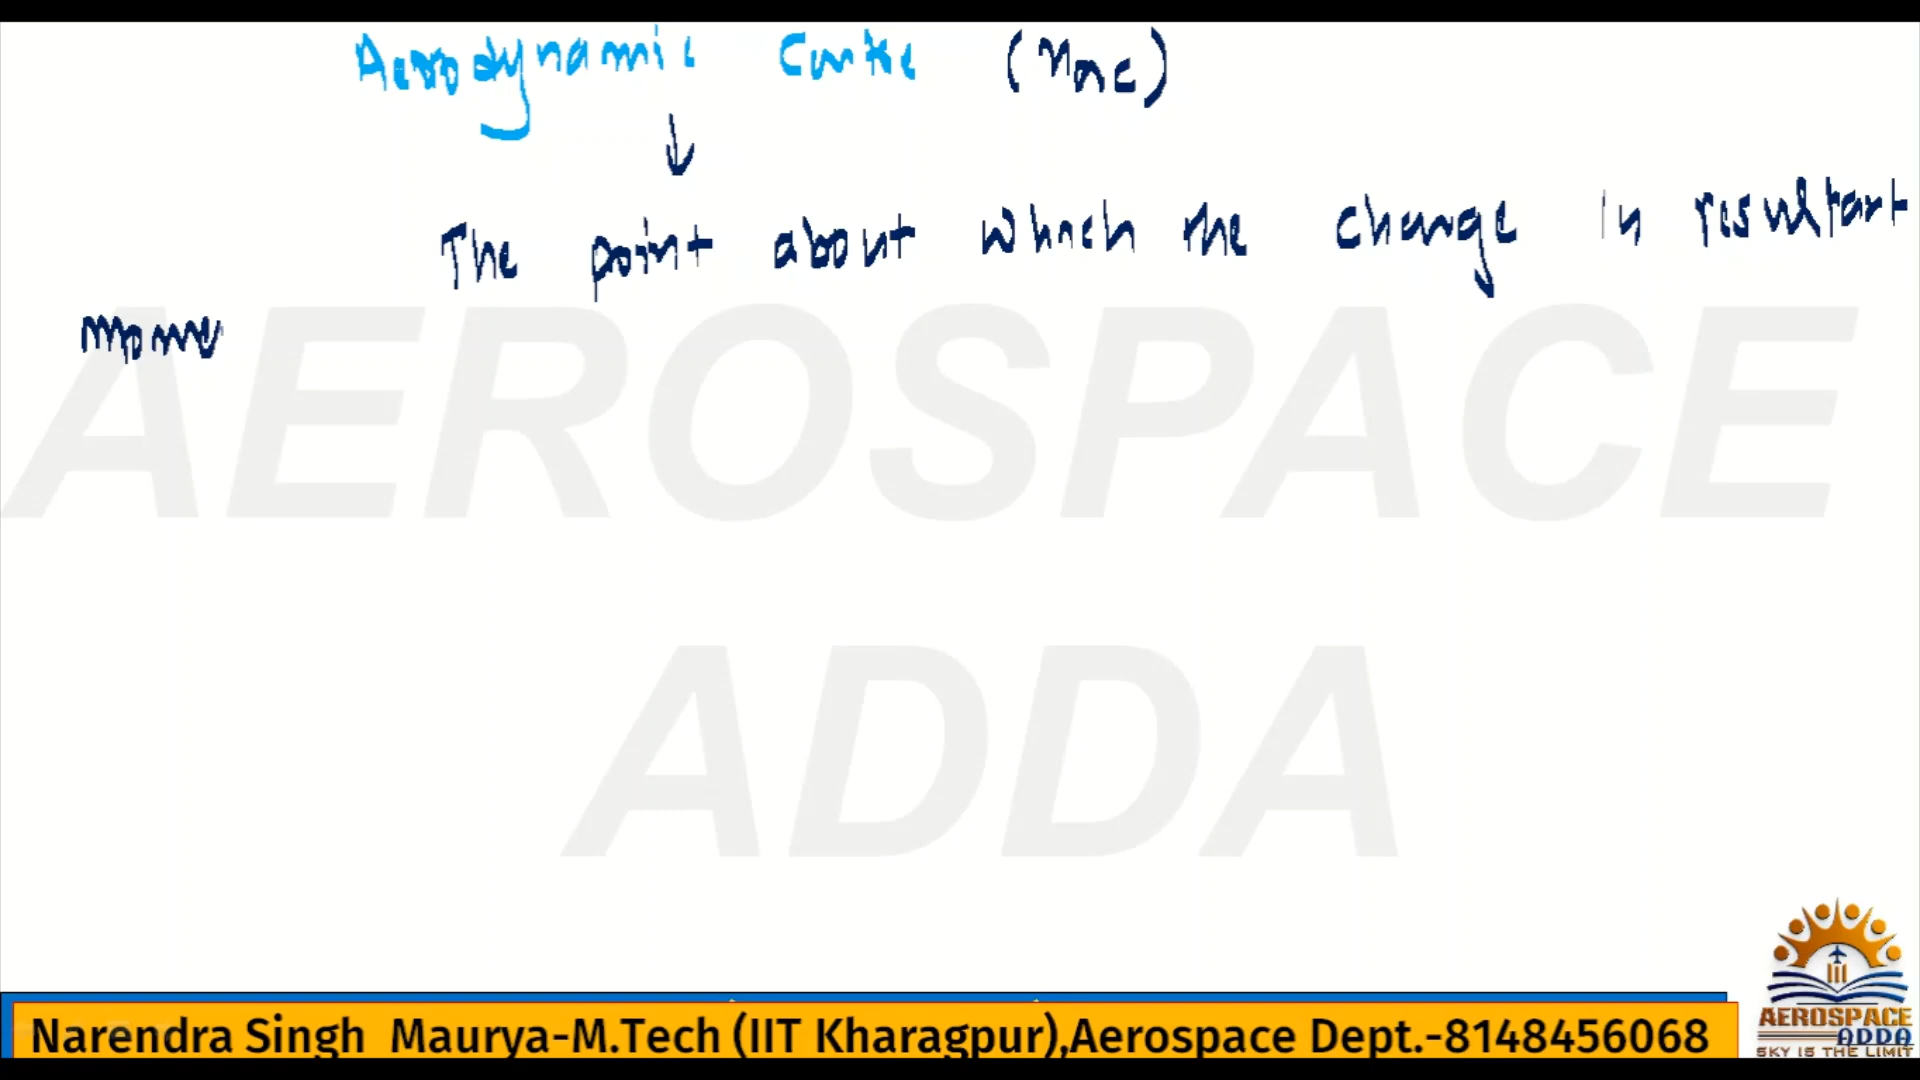 Aerodynamic Centre (xac)
The point about which the change in resultant
mome
AEROSPACE
ADDA
Narendra Singh Maurya-M.Tech (IIT Kharagpur),Aerospace Dept.-8148456068
AEROSPACE
ADDA
SKY IS THE LIMIT